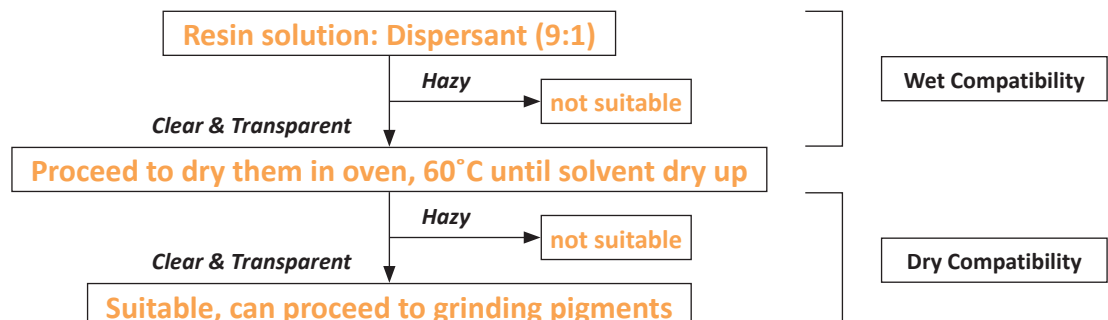 Resin solution: Dispersant (9:1)
Hazy
not suitable
Wet Compatibility
Clear & Transparent
Proceed to dry them in oven, 60˚C until solvent dry up
Hazy
not suitable
Clear & Transparent
Dry Compatibility
Suitable, can proceed to grinding pigments